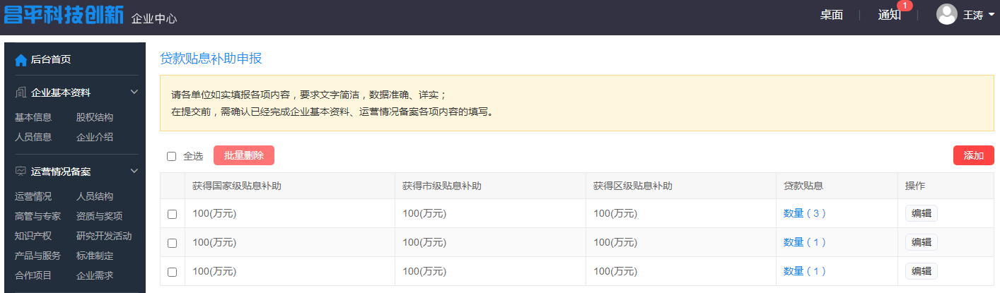 昌平科技创新 企业中心 桌面 通知 1 王涛
后台首页
企业基本资料
基本信息 股权结构
人员信息 企业介绍
运营情况备案
运营情况 人员结构
高管与专家 资质与奖项
知识产权 研究开发活动
产品与服务 标准制定
合作项目 企业需求
贷款贴息补助申报
请各单位如实填报各项内容，要求文字简洁，数据准确、详实；
在提交前，需确认已经完成企业基本资料、运营情况备案各项内容的填写。
全选 批量删除 添加
获得国家级贴息补助 获得市级贴息补助 获得区级贴息补助 贷款贴息 操作
100(万元) 100(万元) 100(万元) 数量（3） 编辑
100(万元) 100(万元) 100(万元) 数量（1） 编辑
100(万元) 100(万元) 100(万元) 数量（1） 编辑